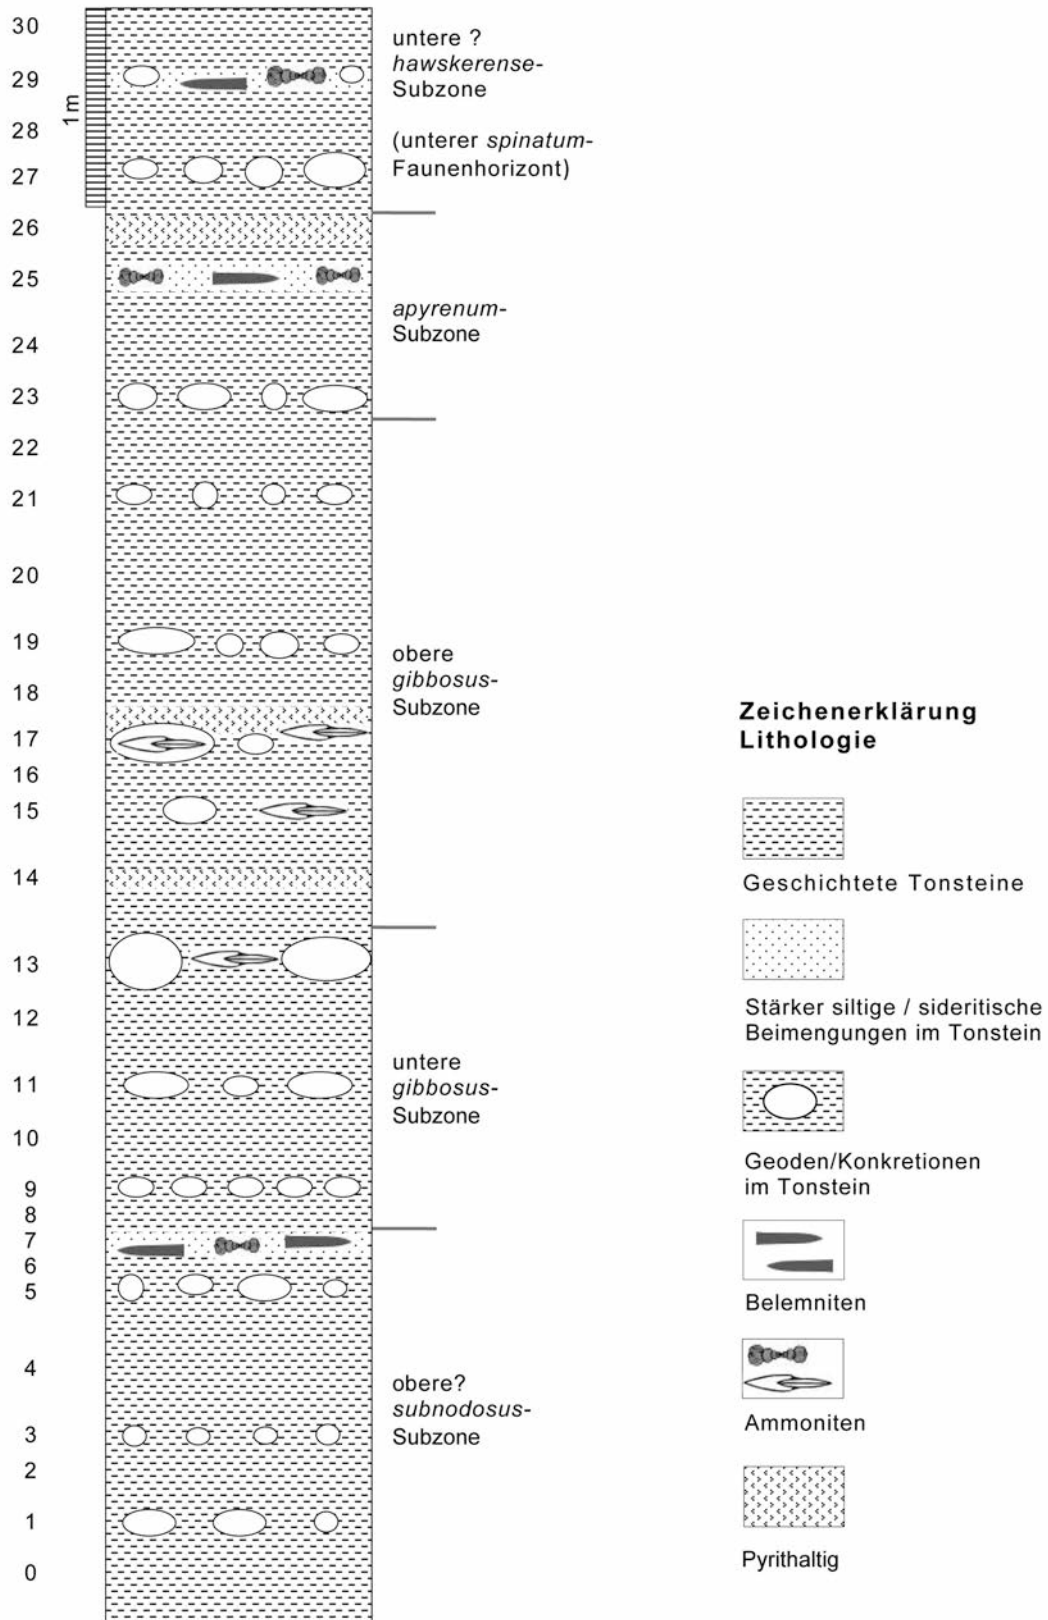 30
29
28
27
26
25
24
23
22
21
20
19
18
17
16
15
14
13
12
11
10
9
8
7
6
5
4
3
2
1
0
1m
untere ?
hawskerense-
Subzone
(unterer spinatum-
Faunenhorizont)
apyrenum-
Subzone
obere
gibbosus-
Subzone
untere
gibbosus-
Subzone
obere?
subnodosus-
Subzone
Zeichenerklärung
Lithologie
Geschichtete Tonsteine
Stärker siltige / sideritische
Beimengungen im Tonstein
Geoden/Konkretionen
im Tonstein
Belemniten
Ammoniten
Pyrithaltig